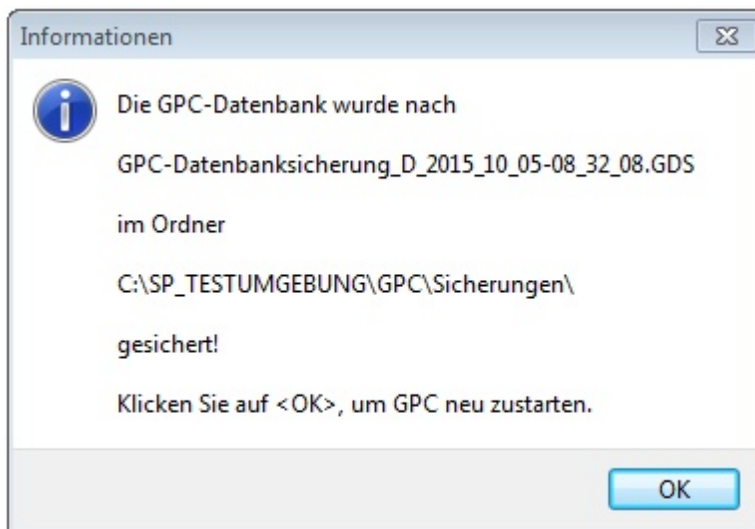 Informationen
Die GPC-Datenbank wurde nach
GPC-Datenbanksicherung_D_2015_10_05-08_32_08.GDS
im Ordner
C:\SP_TESTUMGEBUNG\GPC\Sicherungen\
gesichert!
Klicken Sie auf <OK>, um GPC neu zustarten.
OK